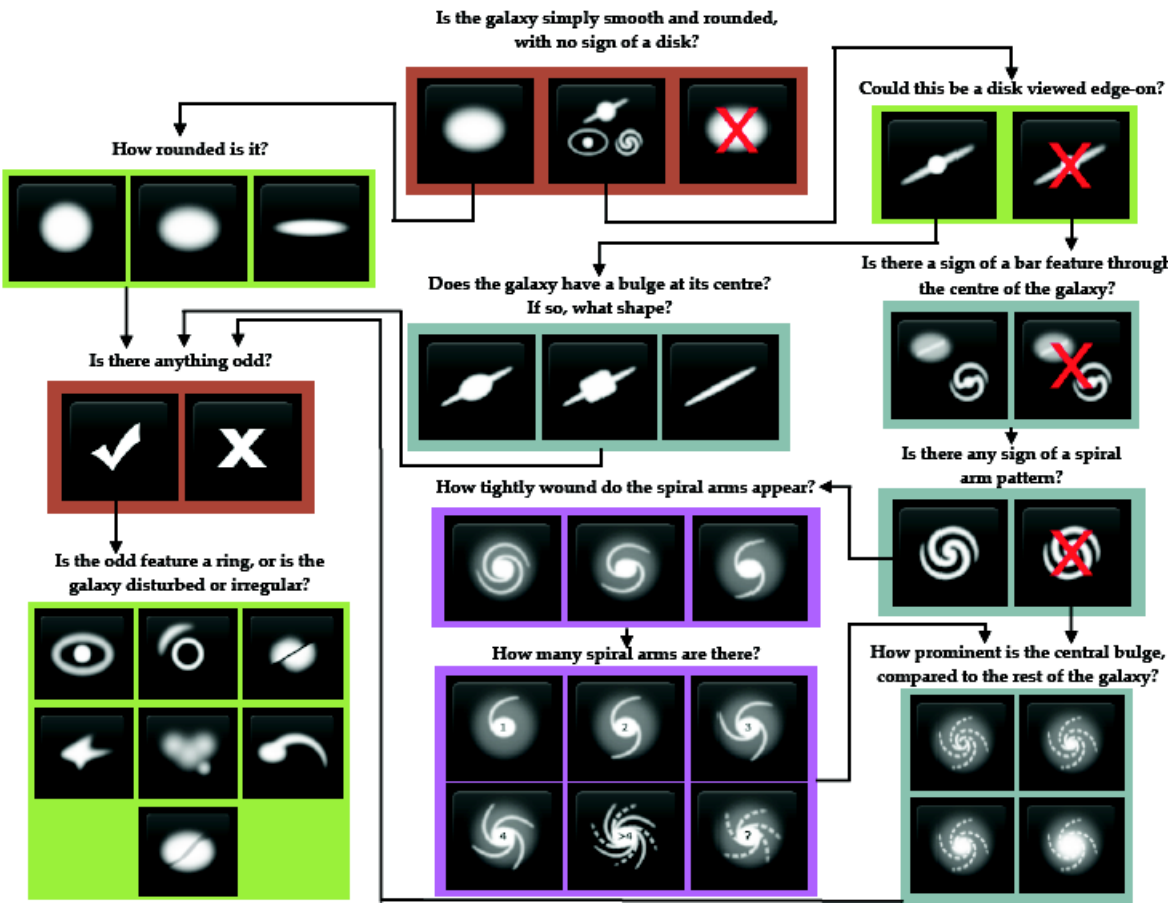 Is the galaxy simply smooth and rounded,
with no sign of a disk?
Could this be a disk viewed edge-on?
How rounded is it?
Does the galaxy have a bulge at its centre?
If so, what shape?
Is there a sign of a bar feature through
the centre of the galaxy?
Is there anything odd?
Is there any sign of a spiral
arm pattern?
How tightly wound do the spiral arms appear?
Is the odd feature a ring, or is the
galaxy disturbed or irregular?
How many spiral arms are there?
1
2
3
4
>4
?
How prominent is the central bulge,
compared to the rest of the galaxy?